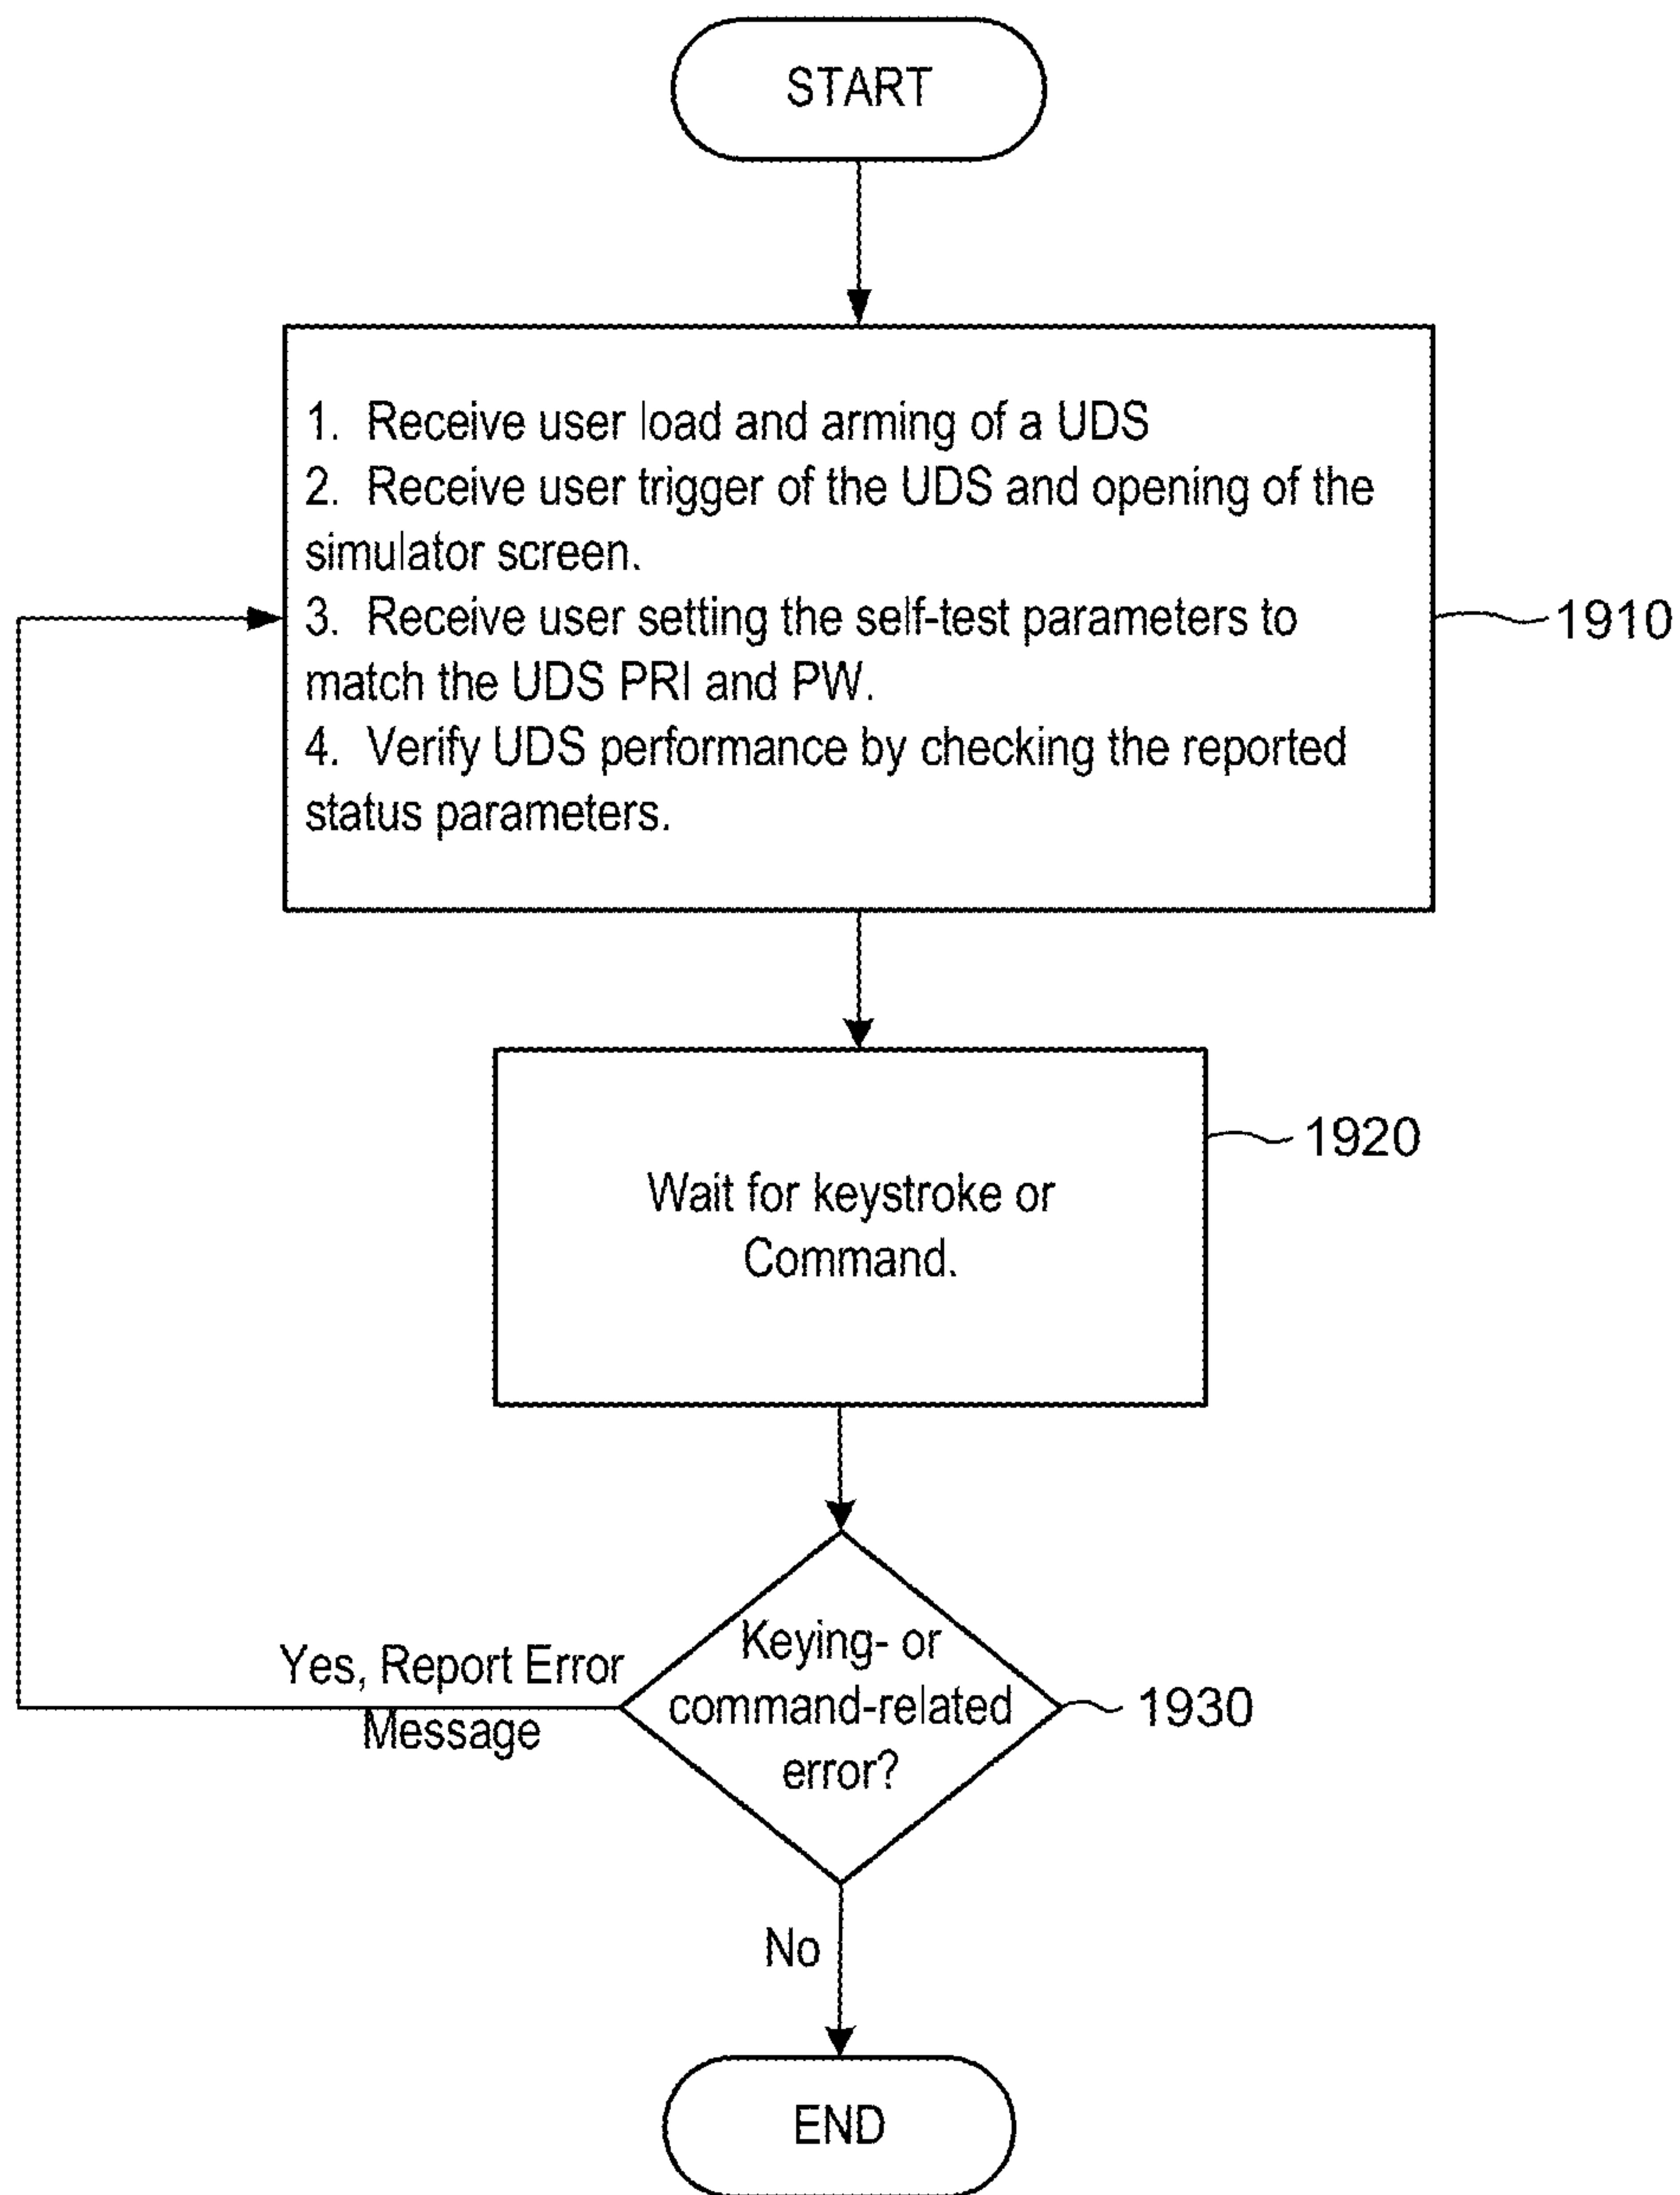 START
1. Receive user load and arming of a UDS
2. Receive user trigger of the UDS and opening of the
simulator screen.
3. Receive user setting the self-test parameters to
match the UDS PRI and PW.
4. Verify UDS performance by checking the reported
status parameters.
1910
Wait for keystroke or
Command.
1920
Keying- or
command-related
error?
1930
Yes, Report Error
Message
No
END